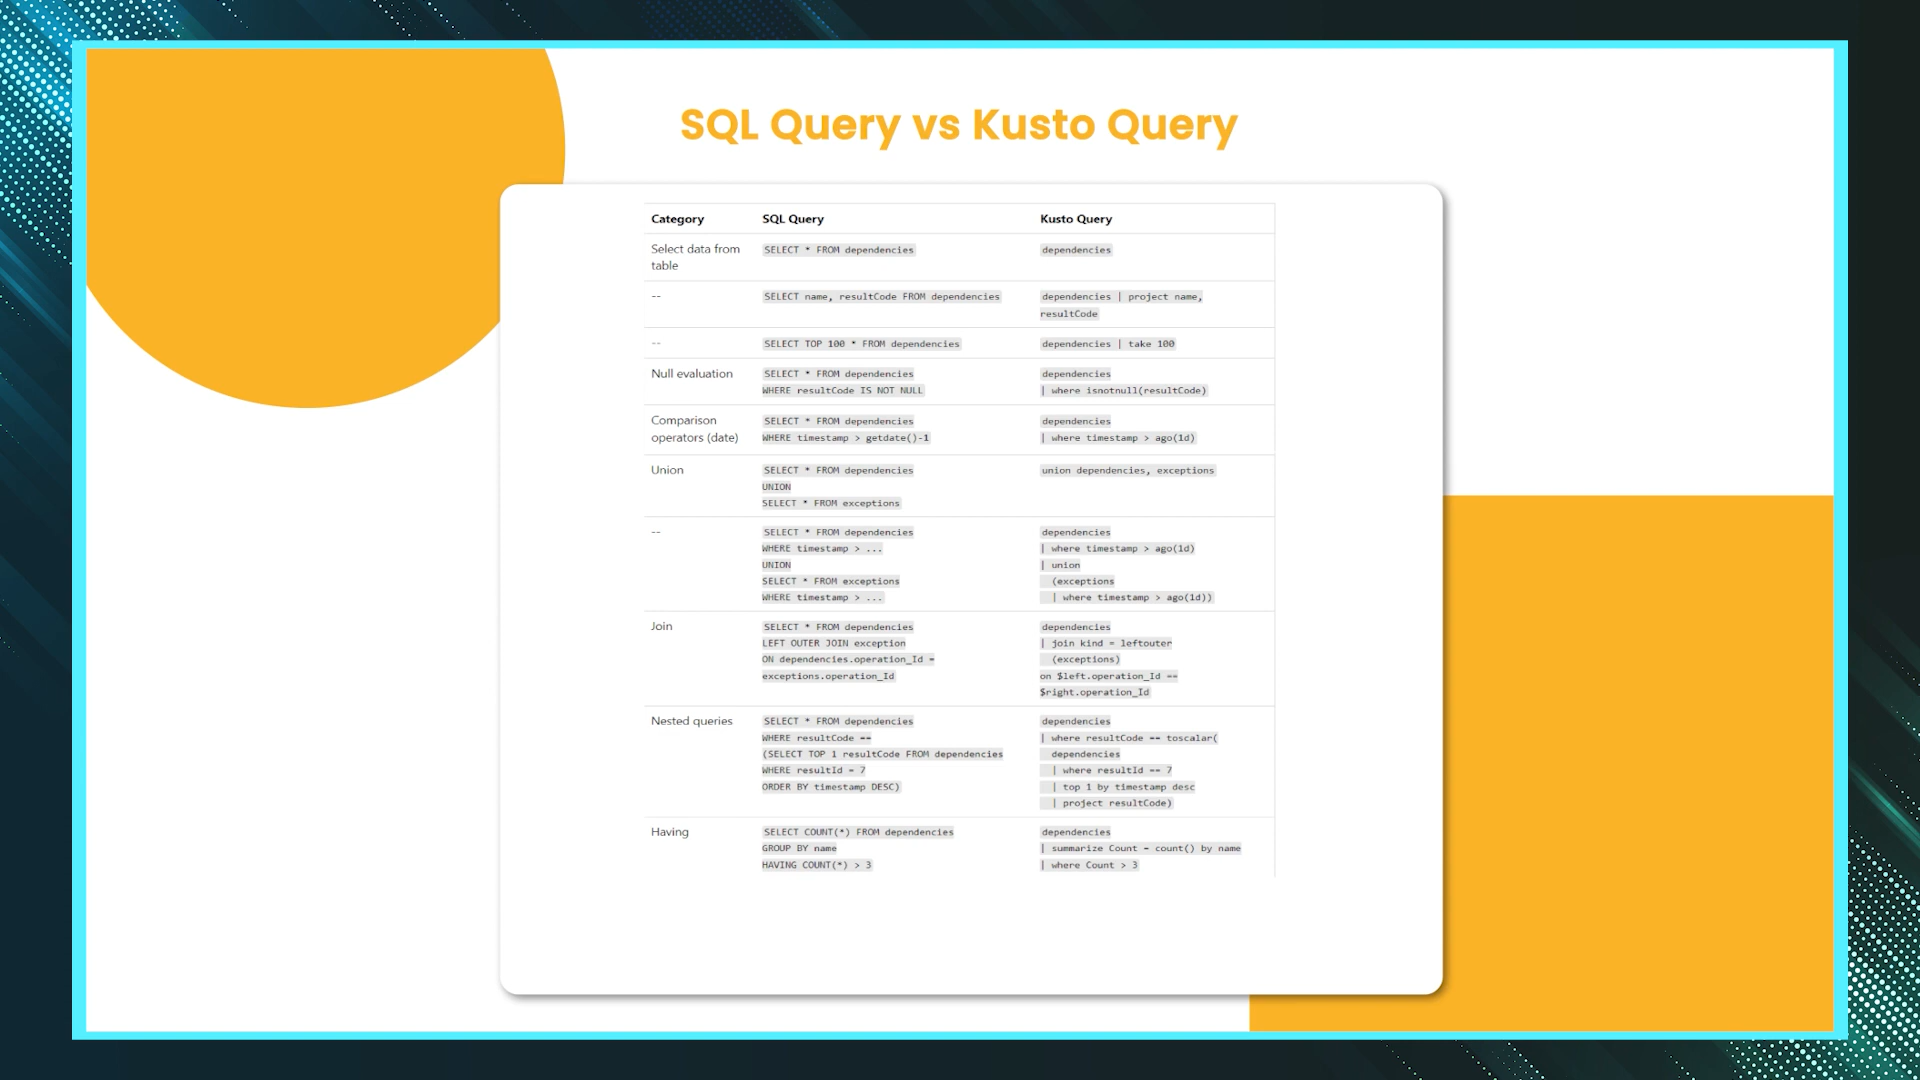 SQL Query vs Kusto Query
Category SQL Query Kusto Query
Select data from SELECT * FROM dependencies dependencies
table
-- SELECT name, resultCode FROM dependencies dependencies | project name,
resultCode
-- SELECT TOP 100 * FROM dependencies dependencies | take 100
Null evaluation SELECT * FROM dependencies dependencies
WHERE resultCode IS NOT NULL | where isnotnull(resultCode)
Comparison SELECT * FROM dependencies dependencies
operators (date) WHERE timestamp > getdate()-1 | where timestamp > ago(1d)
Union SELECT * FROM dependencies union dependencies, exceptions
UNION
SELECT * FROM exceptions
-- SELECT * FROM dependencies dependencies
WHERE timestamp > ... | where timestamp > ago(1d)
UNION | union
SELECT * FROM exceptions (exceptions
WHERE timestamp > ... | where timestamp > ago(1d))
Join SELECT * FROM dependencies dependencies
LEFT OUTER JOIN exception | join kind = leftouter
ON dependencies.operation_Id = (exceptions)
exceptions.operation_Id on $left.operation_Id ==
$right.operation_Id
Nested queries SELECT * FROM dependencies dependencies
WHERE resultCode == | where resultCode == toscalar(
(SELECT TOP 1 resultCode FROM dependencies dependencies
WHERE resultId = 7 | where resultId == 7
ORDER BY timestamp DESC) | top 1 by timestamp desc
| project resultCode)
Having SELECT COUNT(*) FROM dependencies dependencies
GROUP BY name | summarize Count = count() by name
HAVING COUNT(*) > 3 | where Count > 3